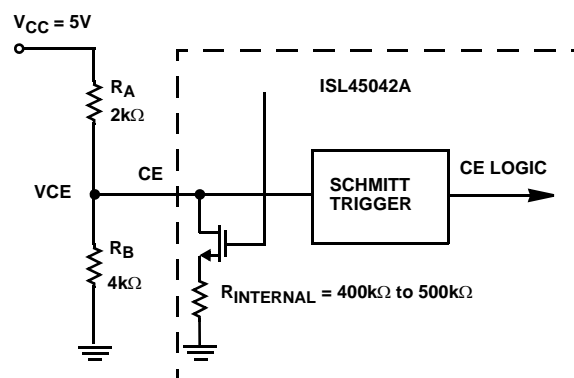 VCC = 5V
RA
2kΩ
ISL45042A
VCE
CE
SCHMITT
TRIGGER
CE LOGIC
RB
4kΩ
RINTERNAL = 400kΩ to 500kΩ